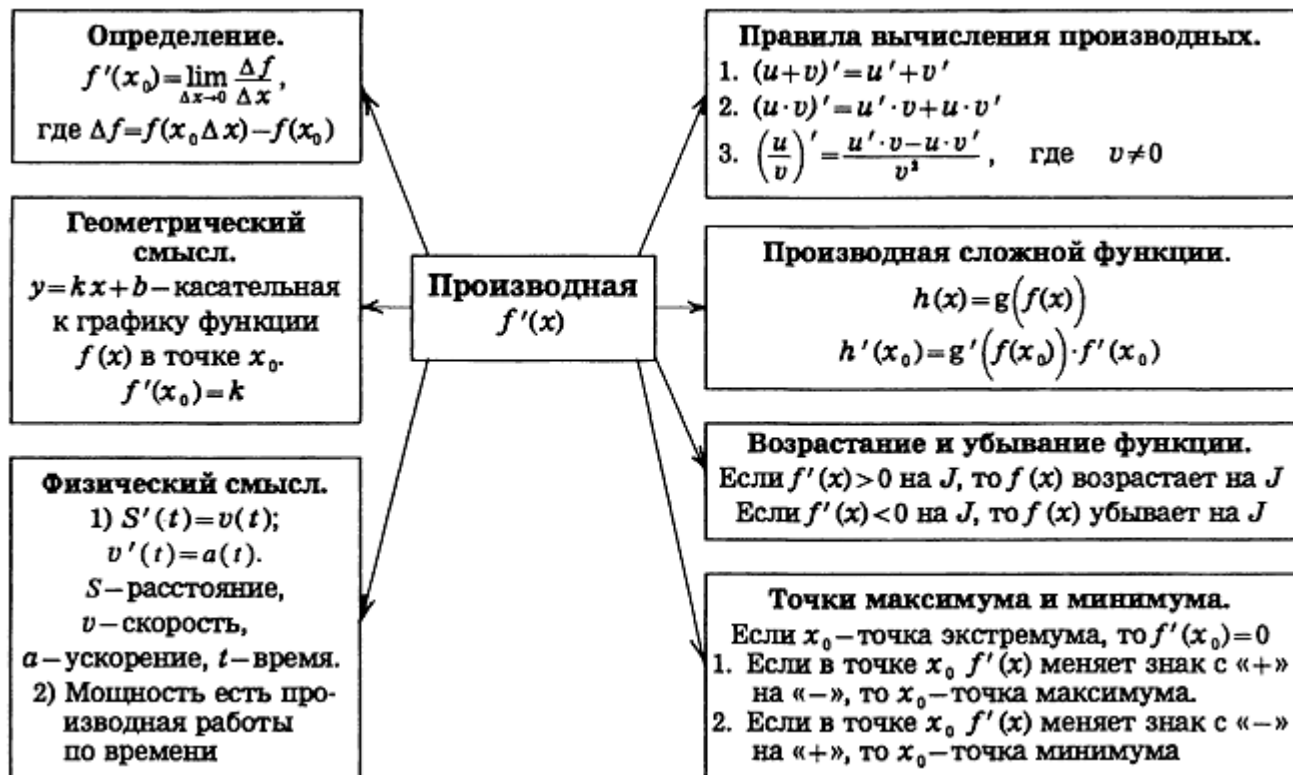 Определение.
f'(x₀)=lim Δf/Δx,
Δx→0
где Δf=f(x₀Δx)−f(x₀)
Геометрический
смысл.
y=kx+b−касательная
к графику функции
f(x) в точке x₀.
f'(x₀)=k
Физический смысл.
1) S'(t)=v(t);
v'(t)=a(t).
S−расстояние,
v−скорость,
a−ускорение, t−время.
2) Мощность есть про-
изводная работы
по времени
Производная
f'(x)
Правила вычисления производных.
1. (u+v)'=u'+v'
2. (u·v)'=u'·v+u·v'
3. (u/v)'=(u'·v−u·v')/v², где v≠0
Производная сложной функции.
h(x)=g(f(x))
h'(x₀)=g'(f(x₀))·f'(x₀)
Возрастание и убывание функции.
Если f'(x)>0 на J, то f(x) возрастает на J
Если f'(x)<0 на J, то f(x) убывает на J
Точки максимума и минимума.
Если x₀−точка экстремума, то f'(x₀)=0
1. Если в точке x₀ f'(x) меняет знак с «+»
на «−», то x₀−точка максимума.
2. Если в точке x₀ f'(x) меняет знак с «−»
на «+», то x₀−точка минимума